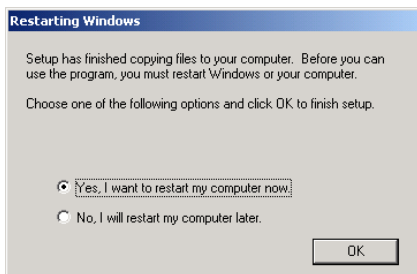 Restarting Windows
Setup has finished copying files to your computer. Before you can
use the program, you must restart Windows or your computer.
Choose one of the following options and click OK to finish setup.
Yes, I want to restart my computer now.
No, I will restart my computer later.
OK